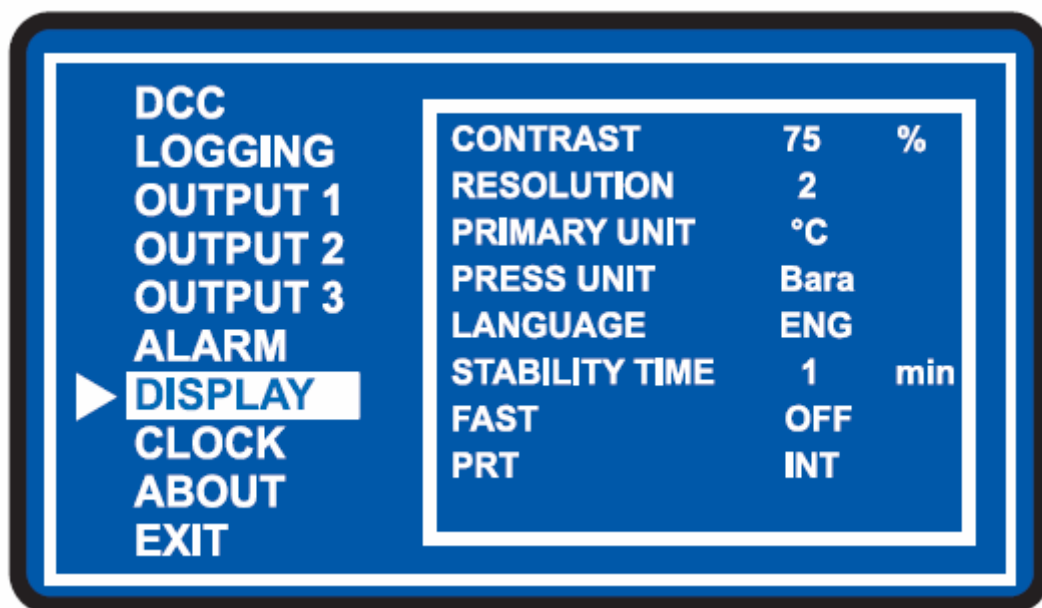 DCC
LOGGING
OUTPUT 1
OUTPUT 2
OUTPUT 3
ALARM
DISPLAY
CLOCK
ABOUT
EXIT
CONTRAST 75 %
RESOLUTION 2
PRIMARY UNIT °C
PRESS UNIT Bara
LANGUAGE ENG
STABILITY TIME 1 min
FAST OFF
PRT INT